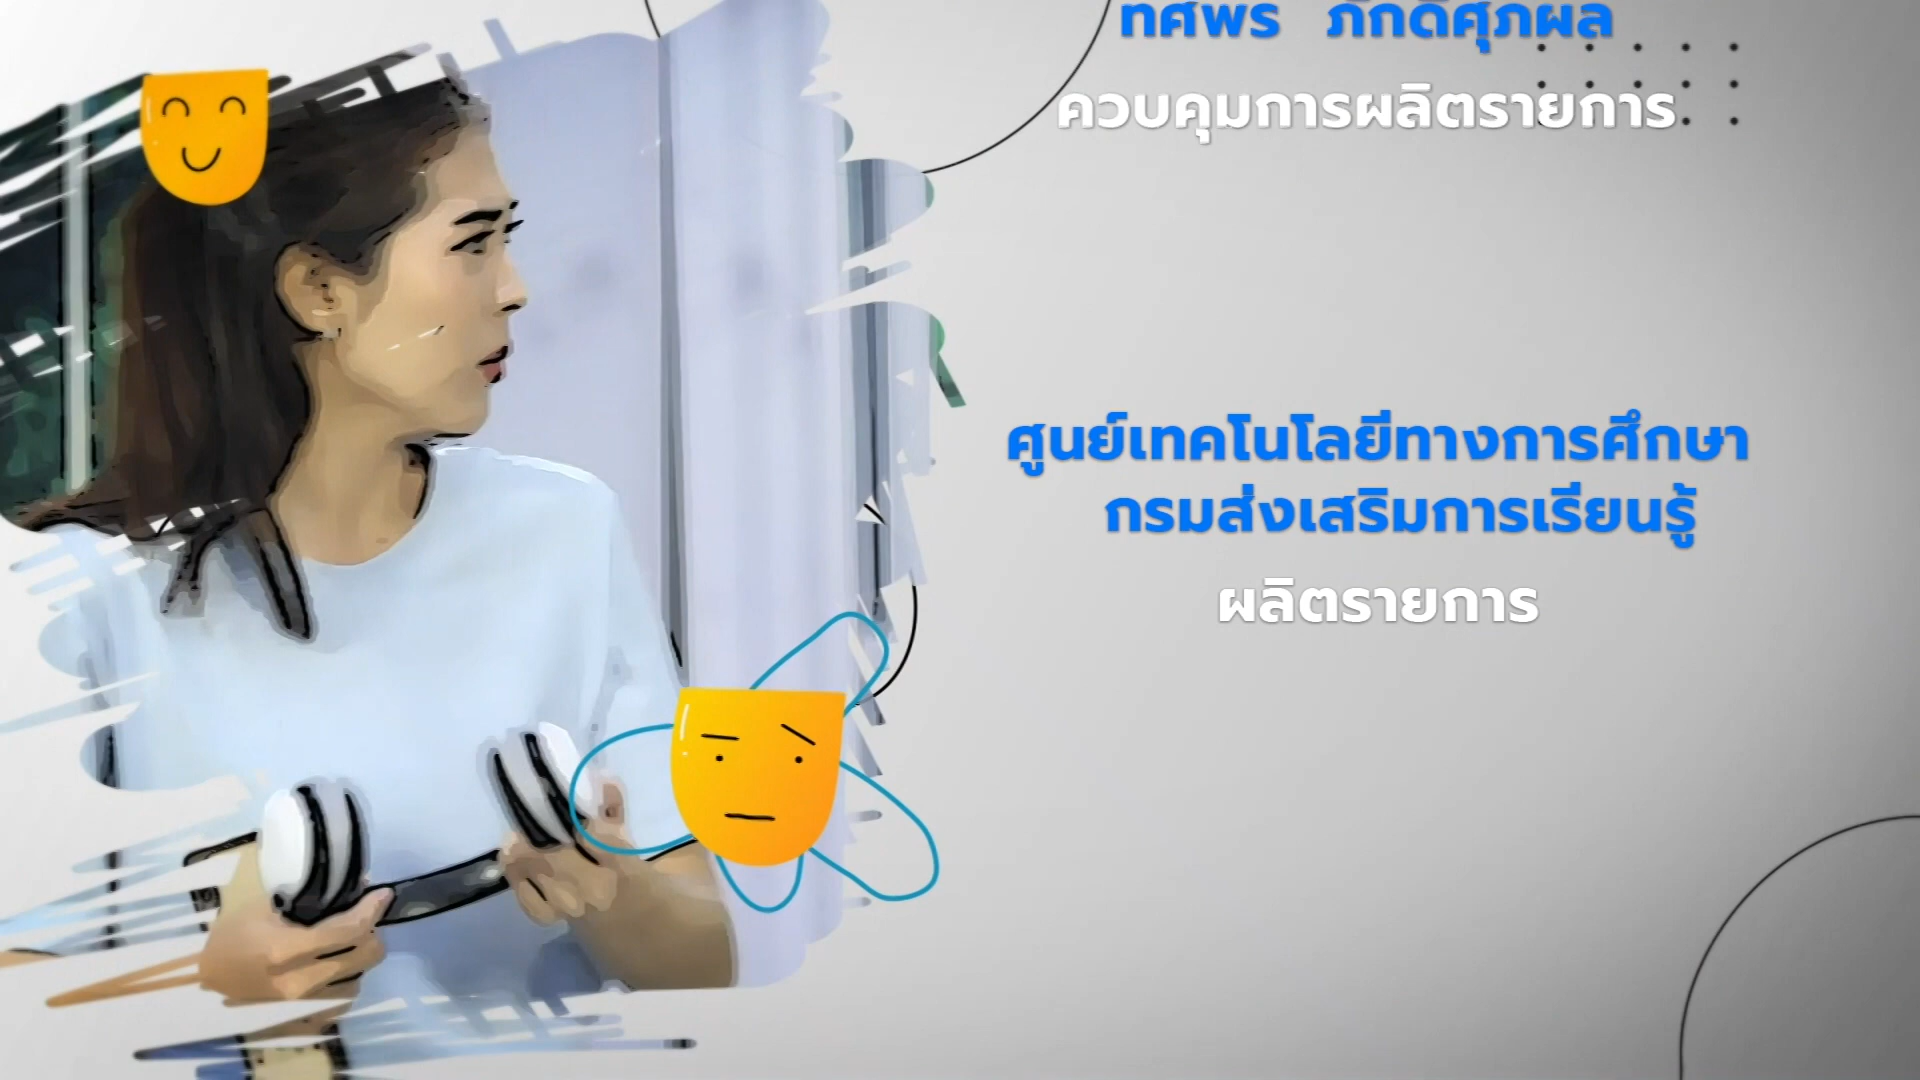 ทศพร ภักดีศุภผล
ควบคุมการผลิตรายการ
ศูนย์เทคโนโลยีทางการศึกษา
กรมส่งเสริมการเรียนรู้
ผลิตรายการ